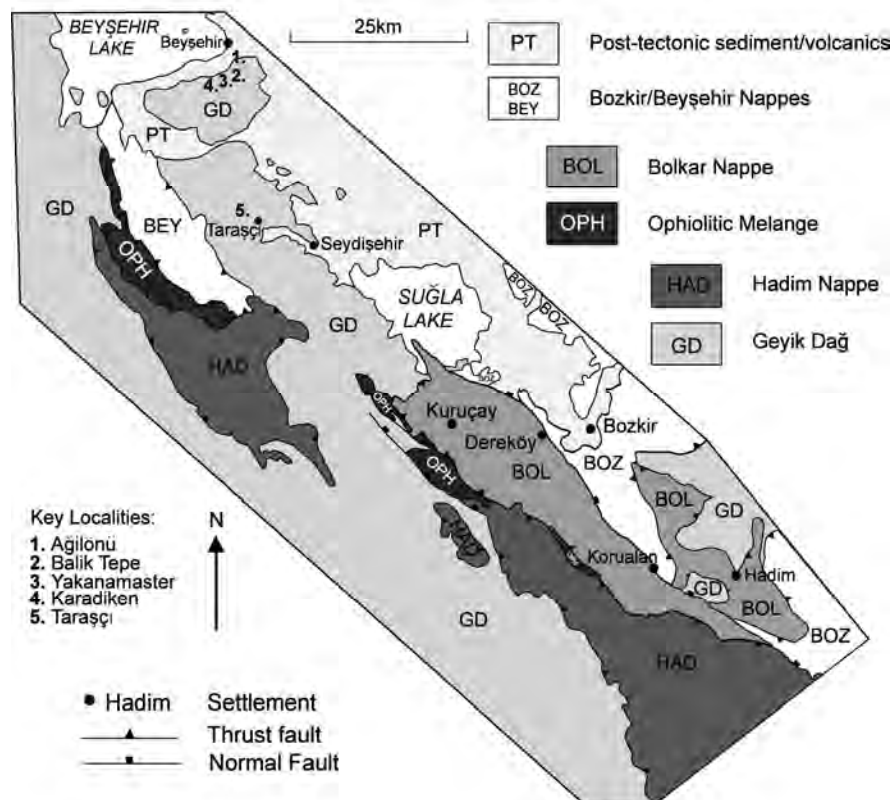 BEYŞEHIR
LAKE
Beyşehir
25km
1.
4. 3. 2.
GD
PT
GD
BEY
5.
Taraşçi
PT
Seydişehir
OPH
SUĞLA
LAKE
BOZ
BOZ
GD
HAD
OPH
BOZ
Kuruçay
Dereköy
Bozkir
OPH
BOL
BOZ
BOL
GD
HAD
Korualan
Hadim
GD
BOL
GD
HAD
BOZ
PT Post-tectonic sediment/volcanics
BOZ
BEY
Bozkir/Beyşehir Nappes
BOL Bolkar Nappe
OPH Ophiolitic Melange
HAD Hadim Nappe
GD Geyik Dağ
Key Localities:
1. Ağilönü
2. Balik Tepe
3. Yakanamaster
4. Karadiken
5. Taraşçı
N
Hadim Settlement
Thrust fault
Normal Fault